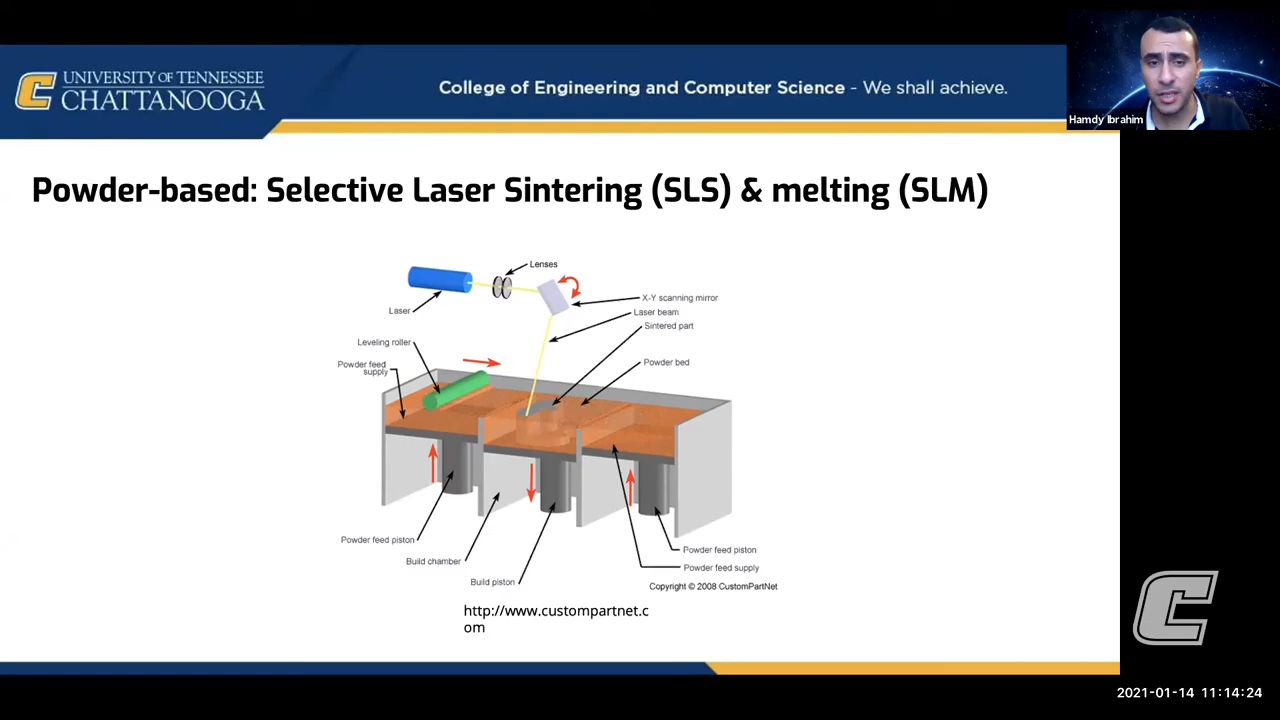 UNIVERSITY OF TENNESSEE
CHATTANOOGA
College of Engineering and Computer Science - We shall achieve.
Hamdy Ibrahim
Powder-based: Selective Laser Sintering (SLS) & melting (SLM)
Lenses
X-Y scanning mirror
Laser
Laser beam
Sintered part
Leveling roller
Powder feed
supply
Powder bed
Powder feed piston
Build chamber
Build piston
Powder feed piston
Powder feed supply
Copyright © 2008 CustomPartNet
http://www.custompartnet.c
om
C
2021-01-14 11:14:24